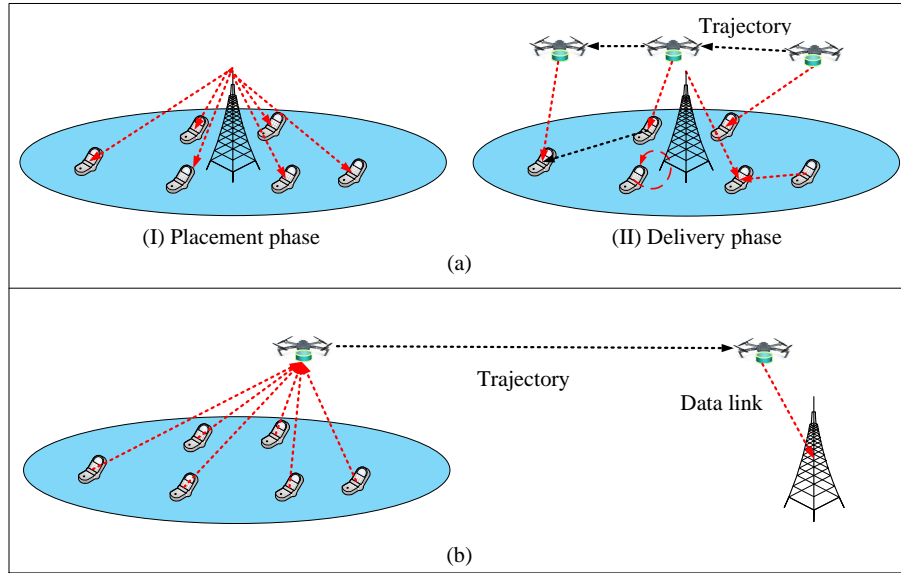 Trajectory
(I) Placement phase
(II) Delivery phase
(a)
Trajectory
Data link
(b)